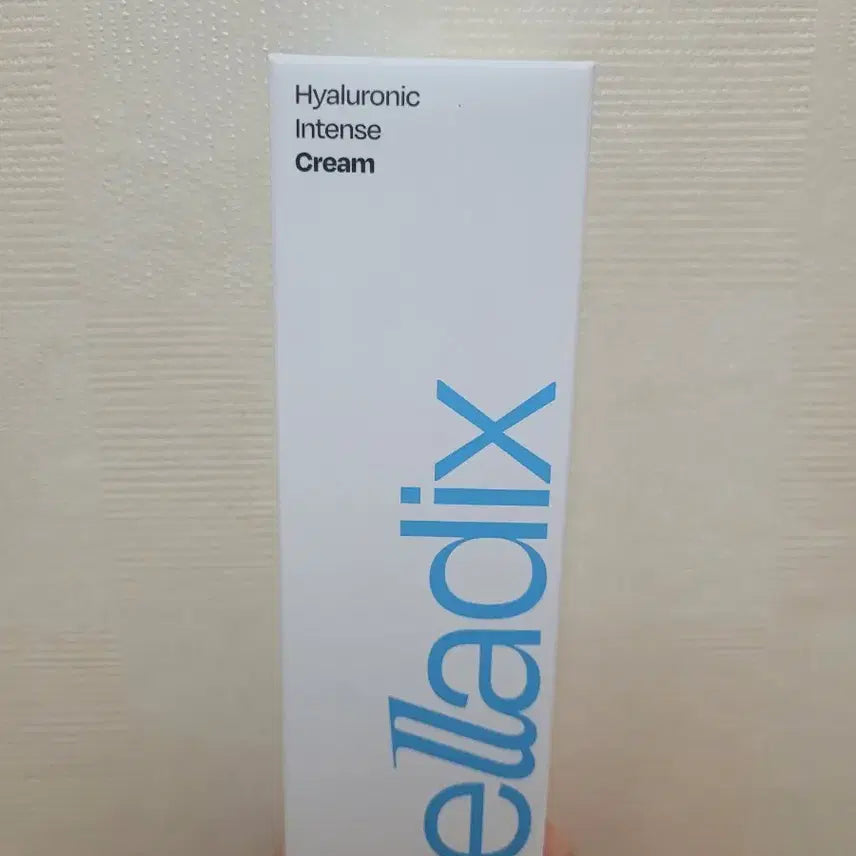 Hyaluronic
Intense
Cream
elladix